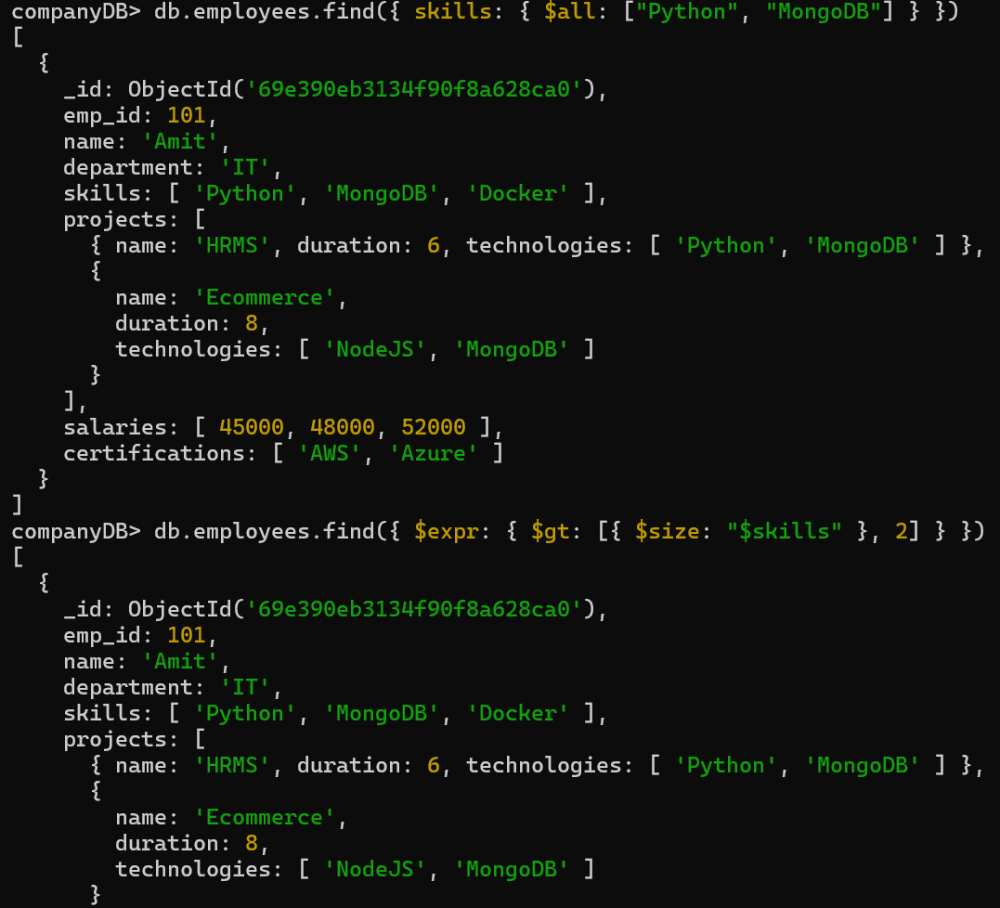 companyDB> db.employees.find({ skills: { $all: ["Python", "MongoDB"] } })
[
  {
    _id: ObjectId('69e390eb3134f90f8a628ca0'),
    emp_id: 101,
    name: 'Amit',
    department: 'IT',
    skills: [ 'Python', 'MongoDB', 'Docker' ],
    projects: [
      { name: 'HRMS', duration: 6, technologies: [ 'Python', 'MongoDB' ] },
      {
        name: 'Ecommerce',
        duration: 8,
        technologies: [ 'NodeJS', 'MongoDB' ]
      }
    ],
    salaries: [ 45000, 48000, 52000 ],
    certifications: [ 'AWS', 'Azure' ]
  }
]
companyDB> db.employees.find({ $expr: { $gt: [{ $size: "$skills" }, 2] } })
[
  {
    _id: ObjectId('69e390eb3134f90f8a628ca0'),
    emp_id: 101,
    name: 'Amit',
    department: 'IT',
    skills: [ 'Python', 'MongoDB', 'Docker' ],
    projects: [
      { name: 'HRMS', duration: 6, technologies: [ 'Python', 'MongoDB' ] },
      {
        name: 'Ecommerce',
        duration: 8,
        technologies: [ 'NodeJS', 'MongoDB' ]
      }